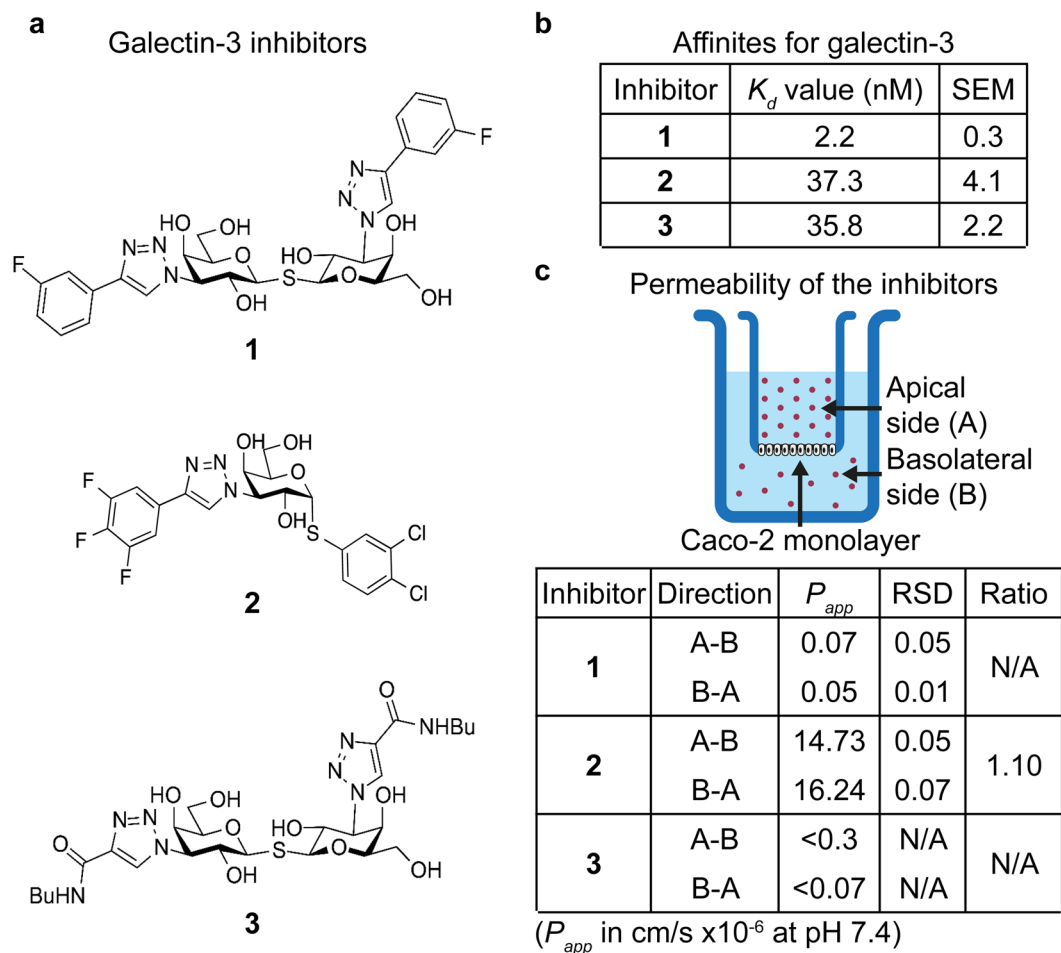 a
Galectin-3 inhibitors
F
N
N
N
OH
HO
OH
HO
O
N=N
N
F
S
O
OH
OH
1
HO
OH
N=N
N
O
F
F
F
HO
S
Cl
Cl
2
O
NHBu
N
N
N
OH
HO
OH
HO
O
N=N
N
O
S
O
OH
OH
BuHN
3
b
Affinites for galectin-3
Inhibitor Kd value (nM) SEM
1 2.2 0.3
2 37.3 4.1
3 35.8 2.2
c
Permeability of the inhibitors
Apical
side (A)
Basolateral
side (B)
Caco-2 monolayer
Inhibitor Direction Papp RSD Ratio
1 A-B 0.07 0.05 N/A
B-A 0.05 0.01
2 A-B 14.73 0.05 1.10
B-A 16.24 0.07
3 A-B <0.3 N/A N/A
B-A <0.07 N/A
(Papp in cm/s x10⁻⁶ at pH 7.4)